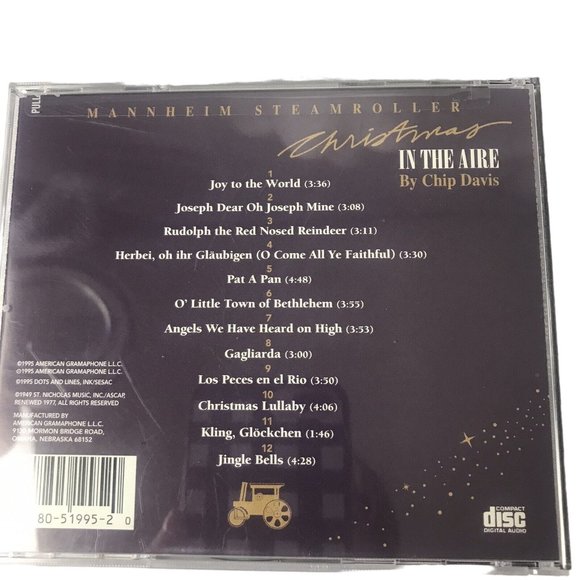 PULL
MANNHEIM STEAMROLLER
Christmas
IN THE AIRE
By Chip Davis
1
Joy to the World (3:36)
2
Joseph Dear Oh Joseph Mine (3:08)
3
Rudolph the Red Nosed Reindeer (3:11)
4
Herbei, oh ihr Gläubigen (O Come All Ye Faithful) (3:30)
5
Pat A Pan (4:48)
6
O' Little Town of Bethlehem (3:55)
7
Angels We Have Heard on High (3:53)
8
Gagliarda (3:00)
9
Los Peces en el Rio (3:50)
10
Christmas Lullaby (4:06)
11
Kling, Glöckchen (1:46)
12
Jingle Bells (4:28)
©1995 AMERICAN GRAMAPHONE L.L.C.
℗1995 AMERICAN GRAMAPHONE L.L.C.
©1995 DOTS AND LINES, INK/SESAC
©1949 ST. NICHOLAS MUSIC, INC./ASCAP,
RENEWED 1977, ALL RIGHTS RESERVED
MANUFACTURED BY
AMERICAN GRAMAPHONE L.L.C.
9130 MORMON BRIDGE ROAD,
OMAHA, NEBRASKA 68152
80-51995-2 0
COMPACT
disc
DIGITAL AUDIO